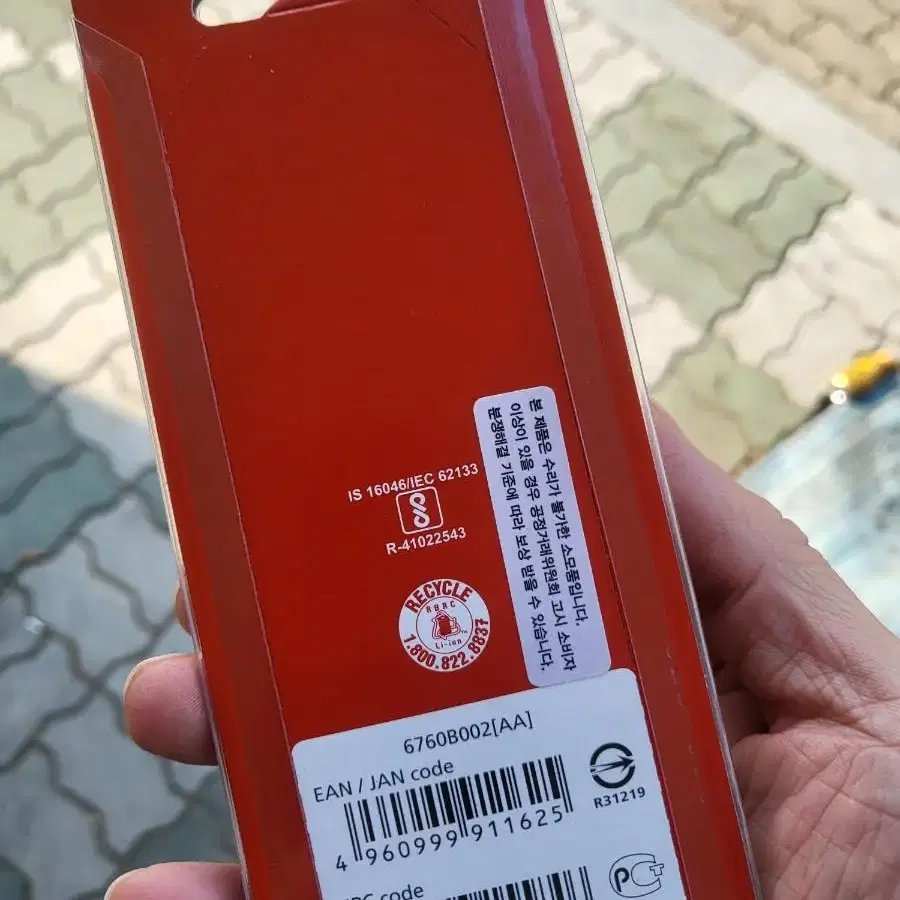 IS 16046/IEC 62133
R-41022543
RECYCLE
RBRC
Li-ion
TM
1.800.822.8837
본 제품은 수리가 불가한 소모품입니다.
이상이 있을 경우 공정거래위원회 고시 소비자
분쟁해결 기준에 따라 보상 받을 수 있습니다.
6760B002[AA]
EAN / JAN code
R31219
4 960999 911625
PC code
PCT